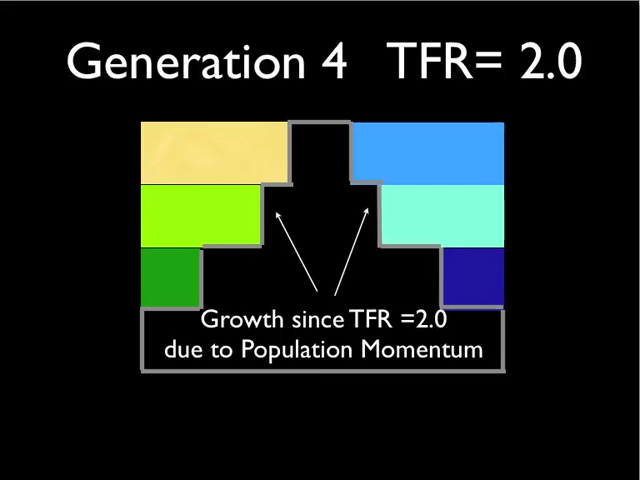 Generation 4 TFR= 2.0
Growth since TFR =2.0
due to Population Momentum